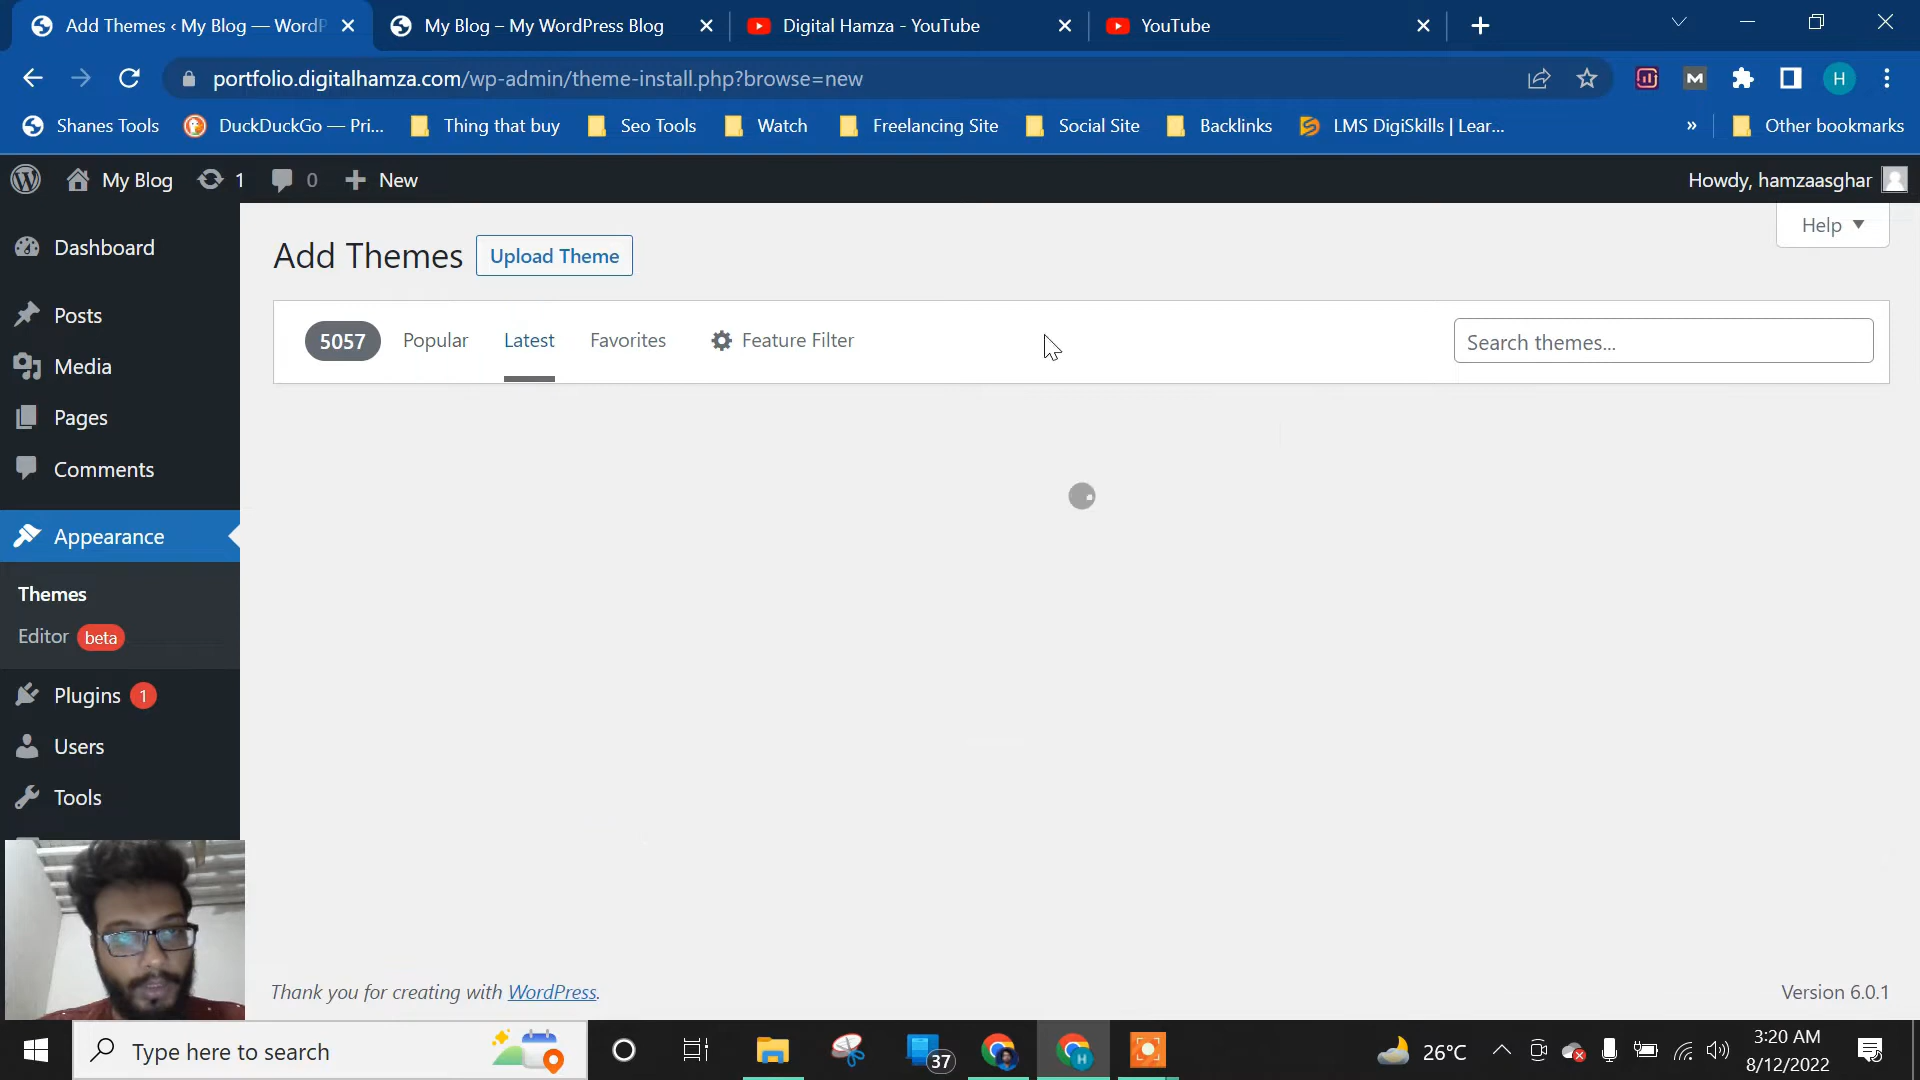 Add Themes ‹ My Blog — WordP
My Blog – My WordPress Blog
Digital Hamza - YouTube
YouTube
portfolio.digitalhamza.com/wp-admin/theme-install.php?browse=new
H
Shanes Tools
DuckDuckGo — Pri...
Thing that buy
Seo Tools
Watch
Freelancing Site
Social Site
Backlinks
LMS DigiSkills | Lear...
»
Other bookmarks
My Blog
1
0
New
Howdy, hamzaasghar
Dashboard
Posts
Media
Pages
Comments
Appearance
Themes
Editor beta
Plugins 1
Users
Tools
Add Themes
Upload Theme
Help
5057
Popular
Latest
Favorites
Feature Filter
Search themes...
Thank you for creating with WordPress.
Version 6.0.1
Type here to search
37
H
26°C
3:20 AM
8/12/2022